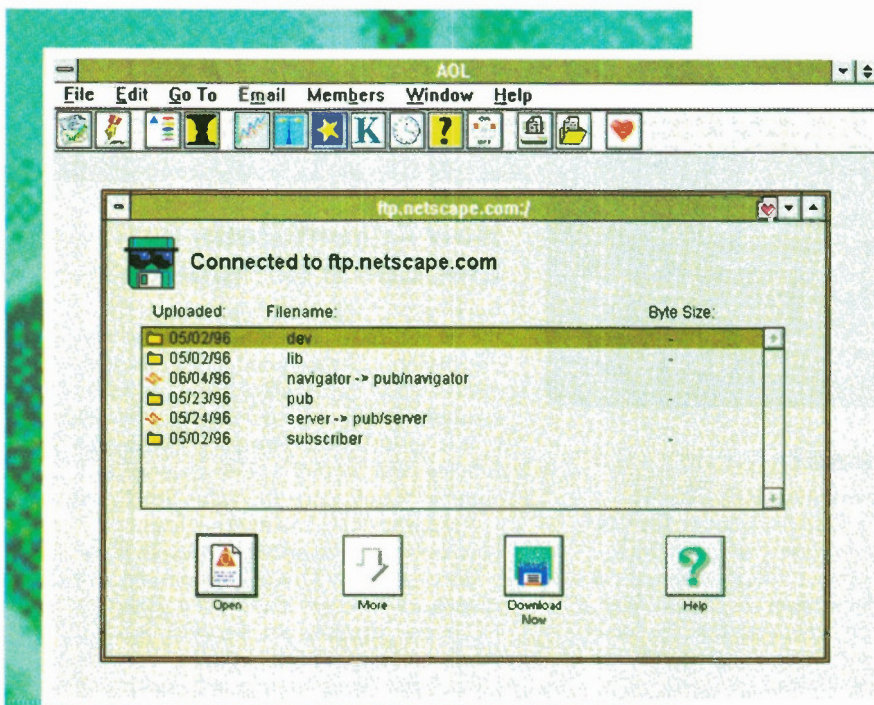 AOL
File Edit Go To Email Members Window Help
K ?
ftp.netscape.com:/
Connected to ftp.netscape.com
Uploaded: Filename: Byte Size:
05/02/96 dev -
05/02/96 lib -
06/04/96 navigator -> pub/navigator
05/23/96 pub -
05/24/96 server -> pub/server
05/02/96 subscriber -
Open More Download Now Help